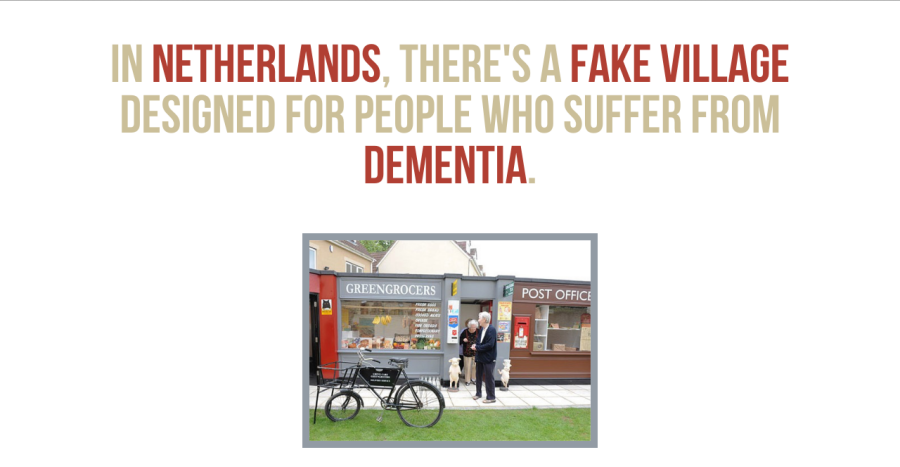 IN NETHERLANDS, THERE'S A FAKE VILLAGE
DESIGNED FOR PEOPLE WHO SUFFER FROM
DEMENTIA.
GREENGROCERS
POST OFFICE